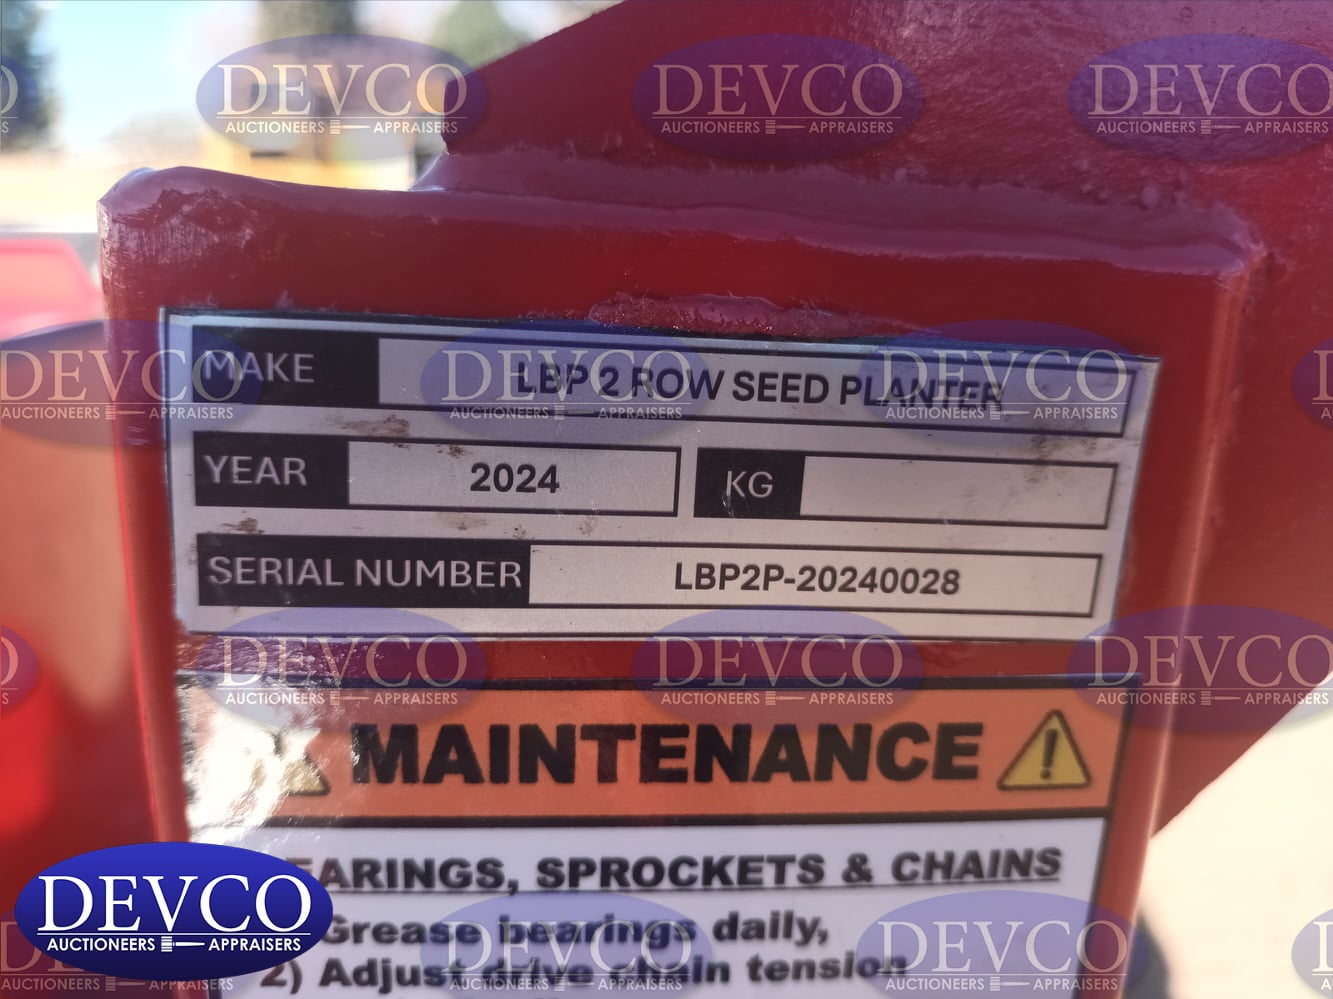 MAKE LBP 2 ROW SEED PLANTER
YEAR 2024 KG
SERIAL NUMBER LBP2P-20240028
MAINTENANCE
BEARINGS, SPROCKETS & CHAINS
Grease bearings daily,
2) Adjust drive chain tension
DEVCO
AUCTIONEERS APPRAISERS